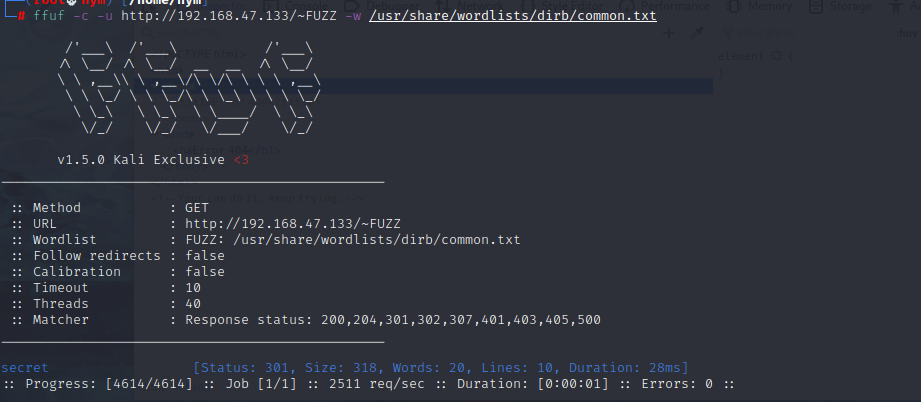 (root㉿nym) [/home/nym]
# ffuf -c -u http://192.168.47.133/~FUZZ -w /usr/share/wordlists/dirb/common.txt
v1.5.0 Kali Exclusive <3
:: Method : GET
:: URL : http://192.168.47.133/~FUZZ
:: Wordlist : FUZZ: /usr/share/wordlists/dirb/common.txt
:: Follow redirects : false
:: Calibration : false
:: Timeout : 10
:: Threads : 40
:: Matcher : Response status: 200,204,301,302,307,401,403,405,500
secret [Status: 301, Size: 318, Words: 20, Lines: 10, Duration: 28ms]
:: Progress: [4614/4614] :: Job [1/1] :: 2511 req/sec :: Duration: [0:00:01] :: Errors: 0 ::